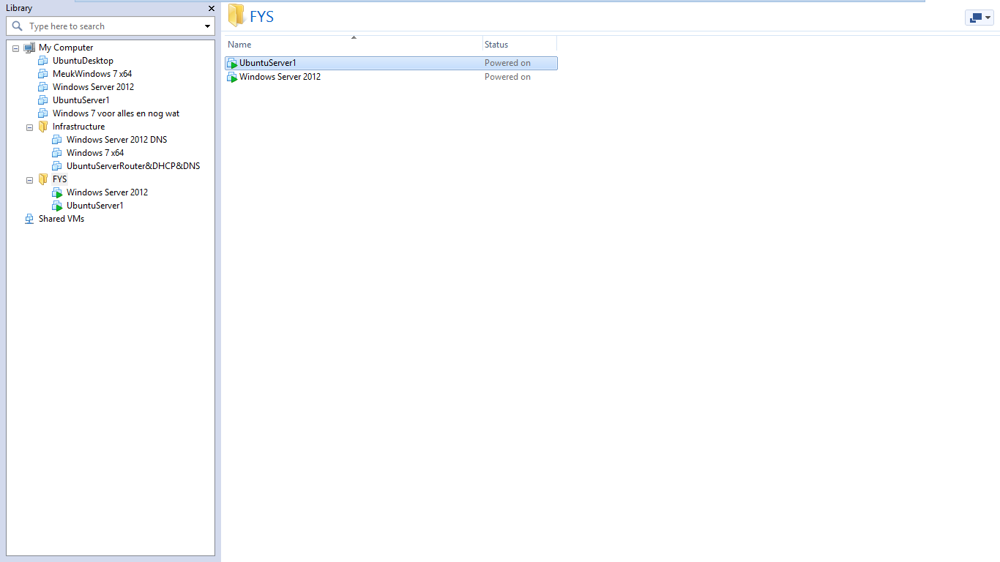 Library
Type here to search
My Computer
UbuntuDesktop
MeukWindows 7 x64
Windows Server 2012
UbuntuServer1
Windows 7 voor alles en nog wat
Infrastructure
Windows Server 2012 DNS
Windows 7 x64
UbuntuServerRouter&DHCP&DNS
FYS
Windows Server 2012
UbuntuServer1
Shared VMs
FYS
Name Status
UbuntuServer1 Powered on
Windows Server 2012 Powered on